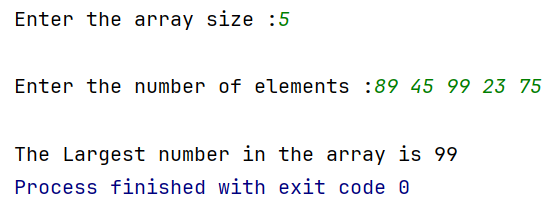 Enter the array size :5
Enter the number of elements :89 45 99 23 75
The Largest number in the array is 99
Process finished with exit code 0